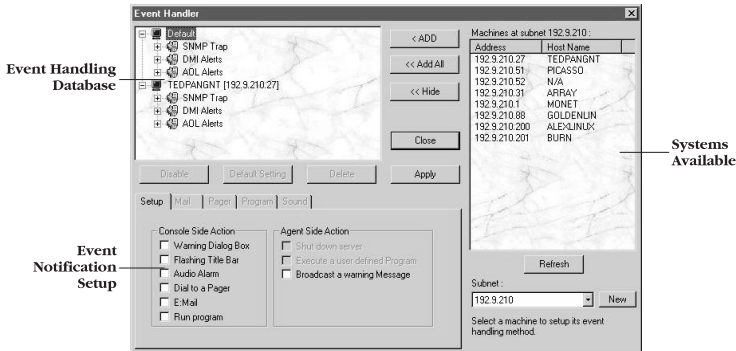 Event Handler
Default
SNMP Trap
DMI Alerts
AOL Alerts
TEDPANGNT [192.9.210.27]
SNMP Trap
DMI Alerts
AOL Alerts
Event Handling
Database
< ADD
<< Add All
<< Hide
Close
Disable
Default Setting
Delete
Apply
Machines at subnet 192.9.210 :
Address Host Name
192.9.210.27 TEDPANGNT
192.9.210.51 PICASSO
192.9.210.52 N/A
192.9.210.31 ARRAY
192.9.210.1 MONET
192.9.210.88 GOLDENLIN
192.9.210.200 ALEXLINUX
192.9.210.201 BURN
Systems
Available
Setup Mail Pager Program Sound
Console Side Action
Warning Dialog Box
Flashing Title Bar
Audio Alarm
Dial to a Pager
E:Mail
Run program
Event
Notification
Setup
Agent Side Action
Shut down server
Execute a user defined Program
Broadcast a warning Message
Refresh
Subnet :
192.9.210
New
Select a machine to setup its event
handling method.